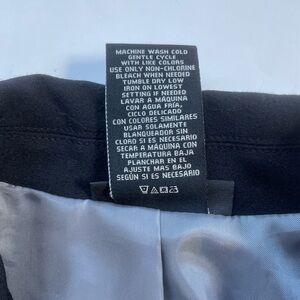 MACHINE WASH COLD
GENTLE CYCLE
WITH LIKE COLORS
USE ONLY NON-CHLORINE
BLEACH WHEN NEEDED
TUMBLE DRY LOW
IRON ON LOWEST
SETTING IF NEEDED
LAVAR A MÁQUINA
CON AGUA FRÍA,
CICLO DELICADO
CON COLORES SIMILARES
USAR SOLAMENTE
BLANQUEADOR SIN
CLORO SI ES NECESARIO
SECAR A MÁQUINA CON
TEMPERATURA BAJA
PLANCHAR EN EL
AJUSTE MAS BAJO
SEGÚN SI ES NECESARIO